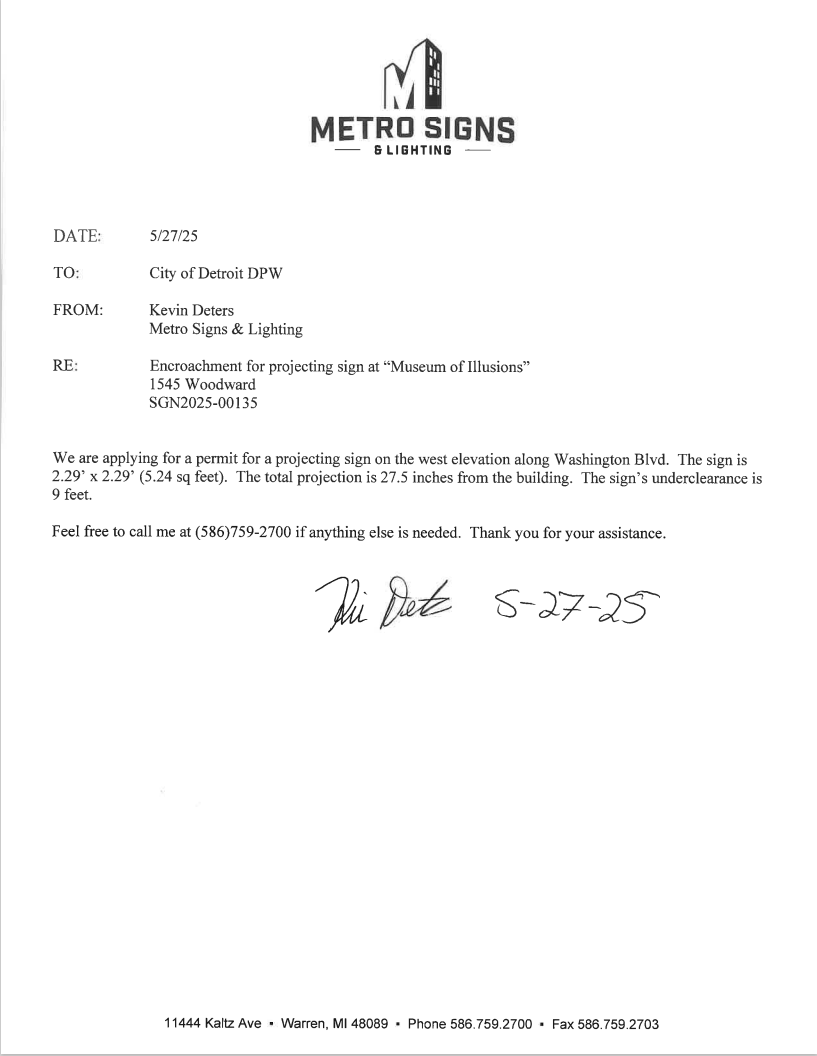 METRO SIGNS
& LIGHTING
DATE: 5/27/25
TO: City of Detroit DPW
FROM: Kevin Deters
Metro Signs & Lighting
RE: Encroachment for projecting sign at “Museum of Illusions”
1545 Woodward
SGN2025-00135
We are applying for a permit for a projecting sign on the west elevation along Washington Blvd. The sign is
2.29’ x 2.29’ (5.24 sq feet). The total projection is 27.5 inches from the building. The sign’s underclearance is
9 feet.
Feel free to call me at (586)759-2700 if anything else is needed. Thank you for your assistance.
5-27-25
11444 Kaltz Ave ▪ Warren, MI 48089 ▪ Phone 586.759.2700 ▪ Fax 586.759.2703